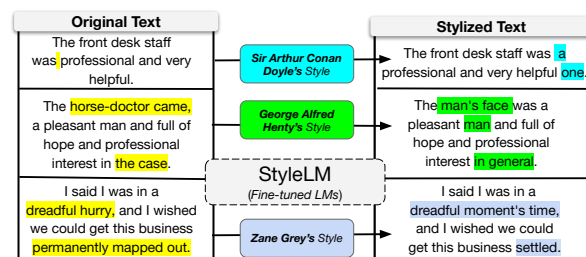 Original Text
Stylized Text
The front desk staff
was professional and very
helpful.
Sir Arthur Conan
Doyle's Style
The front desk staff was a
professional and very helpful one.
The horse-doctor came,
a pleasant man and full of
hope and professional
interest in the case.
George Alfred
Henty's Style
The man's face was a
pleasant man and full of
hope and professional
interest in general.
StyleLM
(Fine-tuned LMs)
I said I was in a
dreadful hurry, and I wished
we could get this business
permanently mapped out.
Zane Grey's Style
I said I was in a
dreadful moment's time,
and I wished we could
get this business settled.